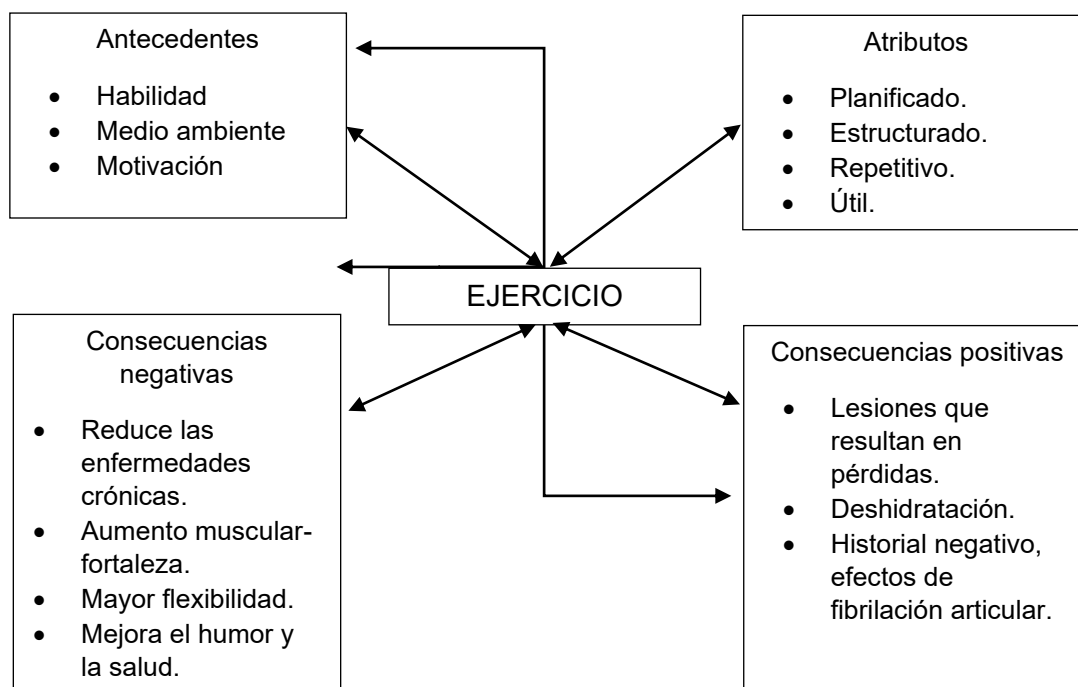 Antecedentes
• Habilidad
• Medio ambiente
• Motivación
Atributos
• Planificado.
• Estructurado.
• Repetitivo.
• Útil.
EJERCICIO
Consecuencias
negativas
• Reduce las
enfermedades
crónicas.
• Aumento muscular-
fortaleza.
• Mayor flexibilidad.
• Mejora el humor y
la salud.
Consecuencias positivas
• Lesiones que
resultan en
pérdidas.
• Deshidratación.
• Historial negativo,
efectos de
fibrilación articular.